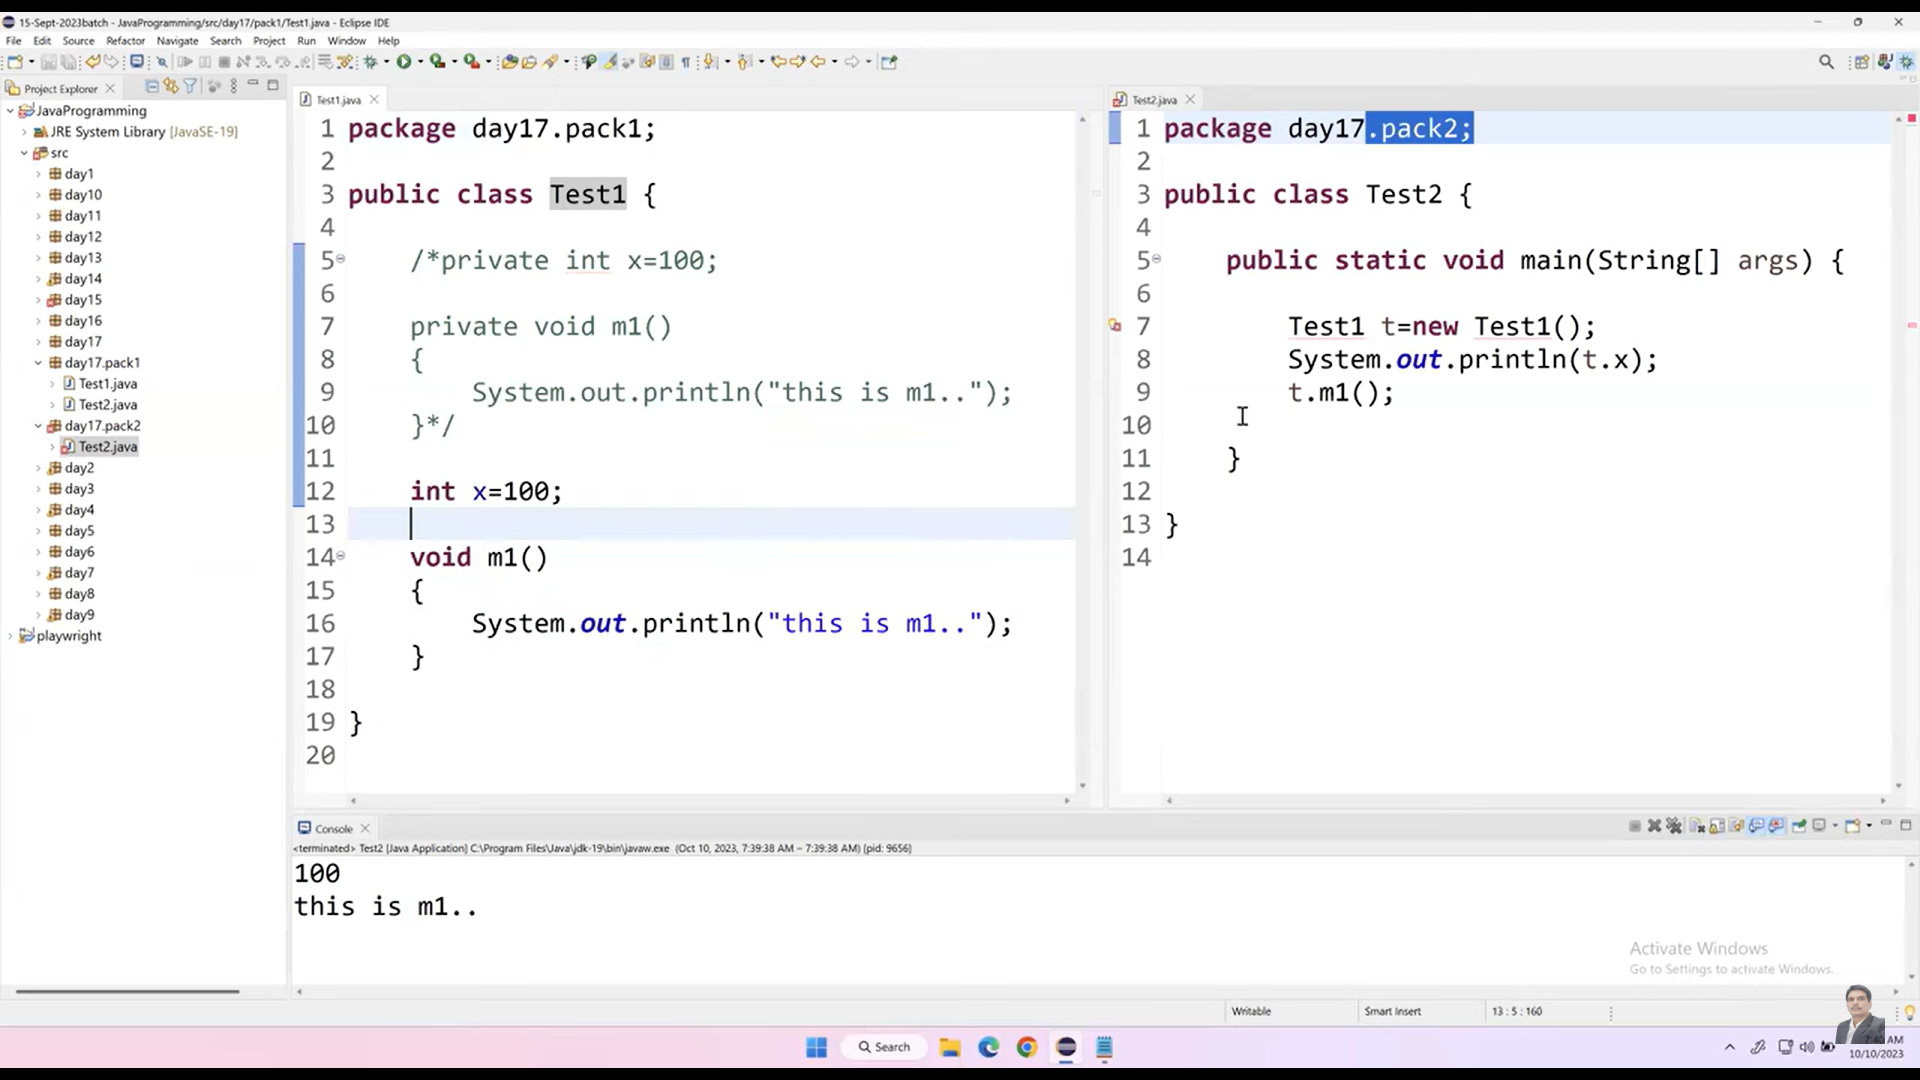 15-Sept-2023batch - JavaProgramming/src/day17/pack1/Test1.java - Eclipse IDE
File Edit Source Refactor Navigate Search Project Run Window Help
Project Explorer
JavaProgramming
JRE System Library [JavaSE-19]
src
day1
day10
day11
day12
day13
day14
day15
day16
day17
day17.pack1
Test1.java
Test2.java
day17.pack2
Test2.java
day2
day3
day4
day5
day6
day7
day8
day9
playwright
Test1.java
1 package day17.pack1;
2
3 public class Test1 {
4
5 /*private int x=100;
6
7 private void m1()
8 {
9 System.out.println("this is m1..");
10 }*/
11
12 int x=100;
13
14 void m1()
15 {
16 System.out.println("this is m1..");
17 }
18
19 }
20
Test2.java
1 package day17.pack2;
2
3 public class Test2 {
4
5 public static void main(String[] args) {
6
7 Test1 t=new Test1();
8 System.out.println(t.x);
9 t.m1();
10
11 }
12
13 }
14
Console
<terminated> Test2 [Java Application] C:\Program Files\Java\jdk-19\bin\javaw.exe (Oct 10, 2023, 7:39:38 AM – 7:39:38 AM) [pid: 9656]
100
this is m1..
Activate Windows
Go to Settings to activate Windows.
Writable Smart Insert 13 : 5 : 160
Search
AM
10/10/2023